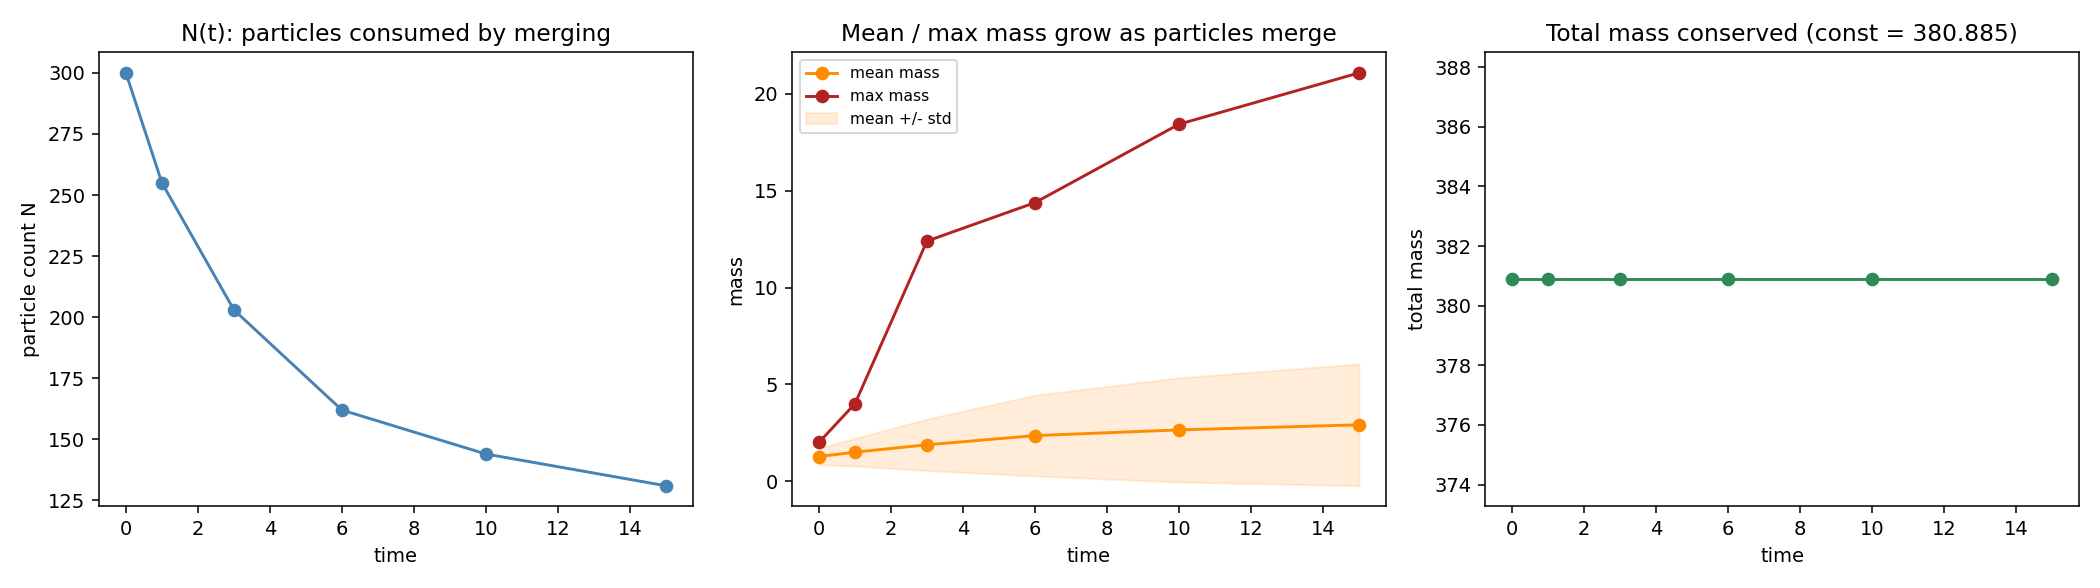 N(t): particles consumed by merging
300
275
250
225
200
175
150
125
particle count N
0 2 4 6 8 10 12 14
time
Mean / max mass grow as particles merge
mean mass
max mass
mean +/- std
20
15
10
5
0
mass
0 2 4 6 8 10 12 14
time
Total mass conserved (const = 380.885)
388
386
384
382
380
378
376
374
total mass
0 2 4 6 8 10 12 14
time